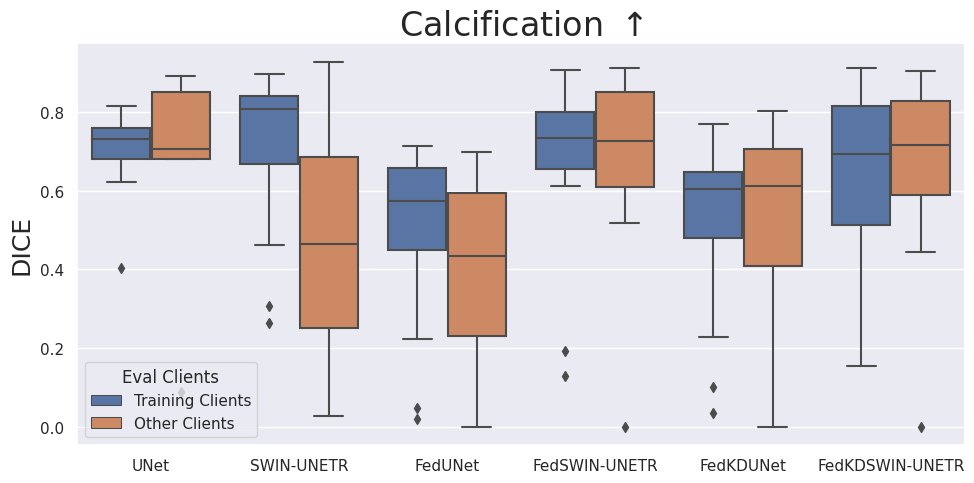 Calcification ↑
DICE
0.8
0.6
0.4
0.2
0.0
Eval Clients
Training Clients
Other Clients
UNet
SWIN-UNETR
FedUNet
FedSWIN-UNETR
FedKDUNet
FedKDSWIN-UNETR